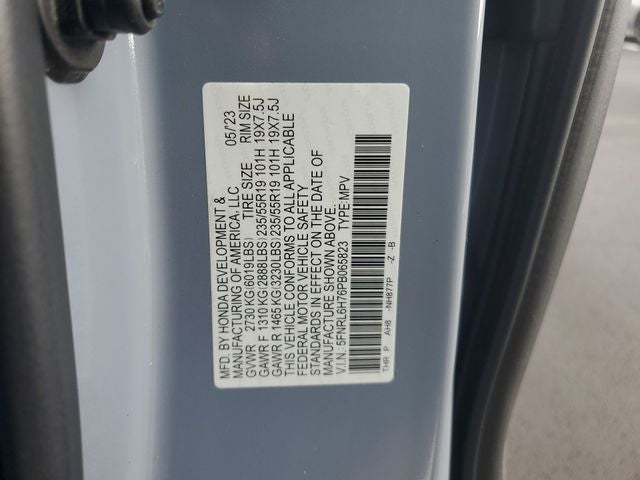 MFD. BY HONDA DEVELOPMENT & 05/'23
MANUFACTURING OF AMERICA, LLC
GVWR 2730 KG(6019LBS) TIRE SIZE RIM SIZE
GAWR F 1310 KG(2888LBS) 235/55R19 101H 19X7.5J
GAWR R 1465 KG(3230LBS) 235/55R19 101H 19X7.5J
THIS VEHICLE CONFORMS TO ALL APPLICABLE
FEDERAL MOTOR VEHICLE SAFETY
STANDARDS IN EFFECT ON THE DATE OF
MANUFACTURE SHOWN ABOVE.
V.I.N. 5FNRL6H76PB065823 TYPE:MPV
THR P AH8 -NH877P -Z -B